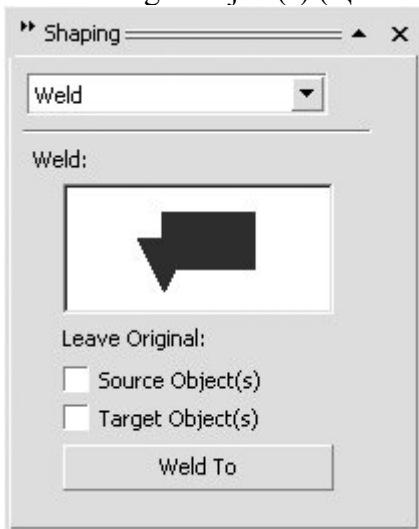 Shaping
Weld
Weld:
Leave Original:
Source Object(s)
Target Object(s)
Weld To